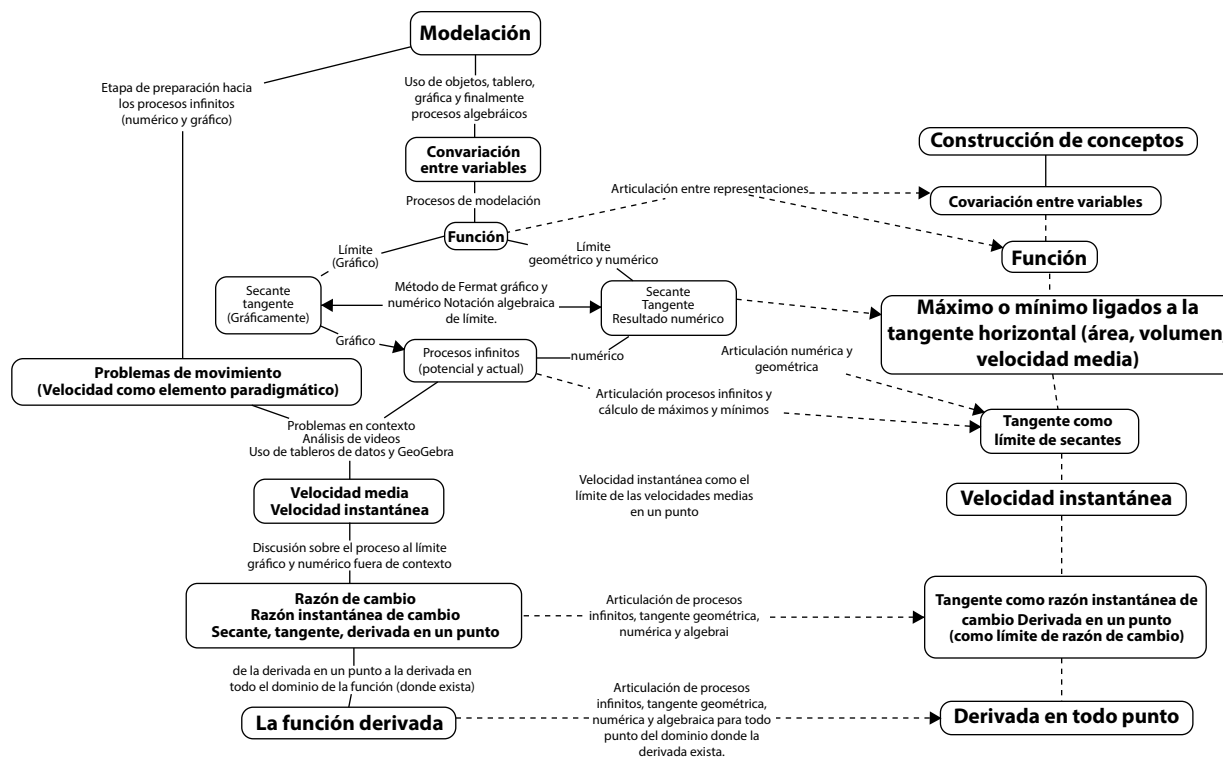 Modelación
Etapa de preparación hacia
los procesos infinitos
(numérico y gráfico)
Uso de objetos, tablero,
gráfica y finalmente
procesos algebráicos
Convariación
entre variables
Procesos de modelación
Función
Límite
(Gráfico)
Límite
geométrico y numérico
Secante
tangente
(Gráficamente)
Método de Fermat gráfico y
numérico Notación algebraica
de límite.
Secante
Tangente
Resultado numérico
Gráfico
Procesos infinitos
(potencial y actual)
numérico
Problemas de movimiento
(Velocidad como elemento paradigmático)
Problemas en contexto
Análisis de videos
Uso de tableros de datos y GeoGebra
Velocidad media
Velocidad instantánea
Discusión sobre el proceso al límite
gráfico y numérico fuera de contexto
Razón de cambio
Razón instantánea de cambio
Secante, tangente, derivada en un punto
de la derivada en un punto a la derivada en
todo el dominio de la función (donde exista)
La función derivada
Articulación entre representaciones
Articulación numérica y
geométrica
Articulación procesos infinitos y
cálculo de máximos y mínimos
Velocidad instantánea como el
límite de las velocidades medias
en un punto
Articulación de procesos
infinitos, tangente geométrica,
numérica y algebrai
Articulación de procesos
infinitos, tangente geométrica,
numérica y algebraica para todo
punto del dominio donde la
derivada exista.
Construcción de conceptos
Covariación entre variables
Función
Máximo o mínimo ligados a la
tangente horizontal (área, volumen,
velocidad media)
Tangente como
límite de secantes
Velocidad instantánea
Tangente como razón instantánea de
cambio Derivada en un punto
(como límite de razón de cambio)
Derivada en todo punto